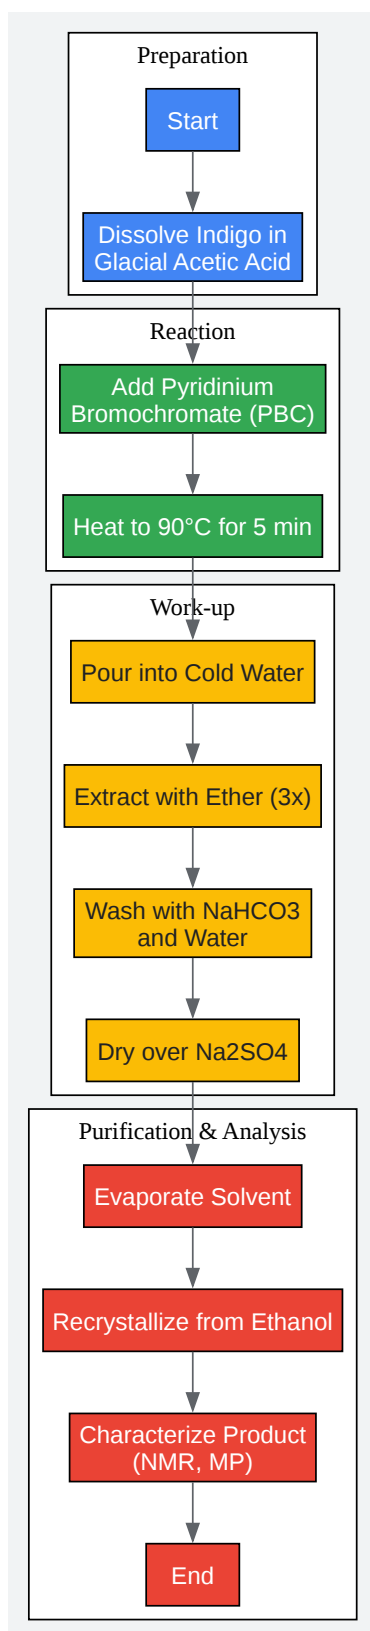 Preparation
Start
Dissolve Indigo in
Glacial Acetic Acid
Reaction
Add Pyridinium
Bromochromate (PBC)
Heat to 90°C for 5 min
Work-up
Pour into Cold Water
Extract with Ether (3x)
Wash with NaHCO3
and Water
Dry over Na2SO4
Purification & Analysis
Evaporate Solvent
Recrystallize from Ethanol
Characterize Product
(NMR, MP)
End